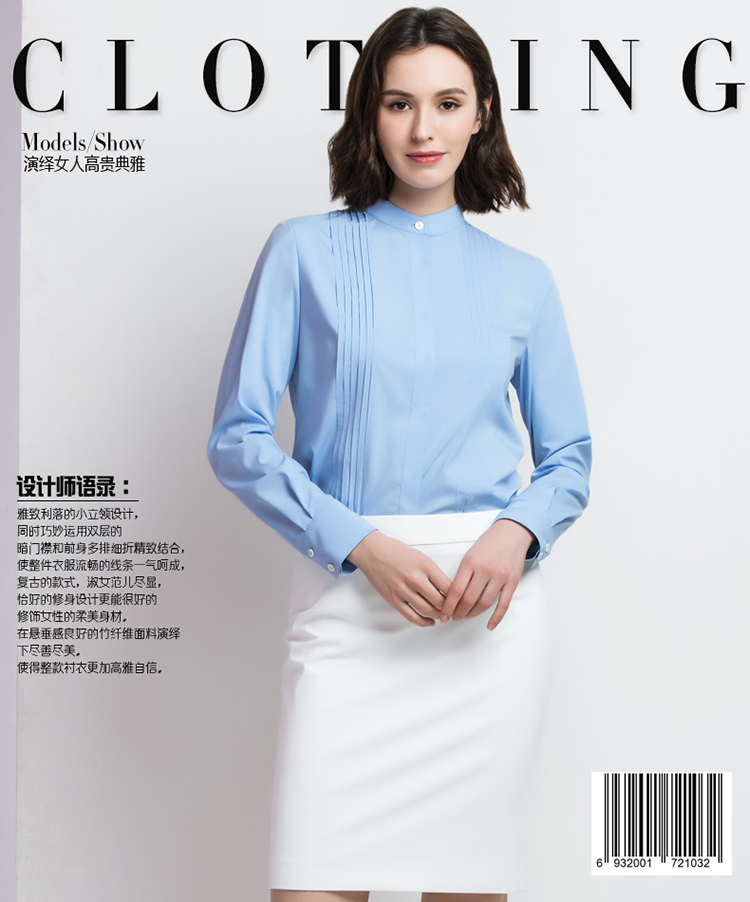 CLOTHING
Models/Show
演绎女人高贵典雅
设计师语录：
雅致利落的小立领设计，
同时巧妙运用双层的
暗门襟和前身多排细折精致结合，
使整件衣服流畅的线条一气呵成，
复古的款式，淑女范儿尽显，
恰好的修身设计更能很好的
修饰女性的柔美身材。
在悬垂感良好的竹纤维面料演绎
下尽善尽美。
使得整款衬衣更加高雅自信。
6 932001 721032